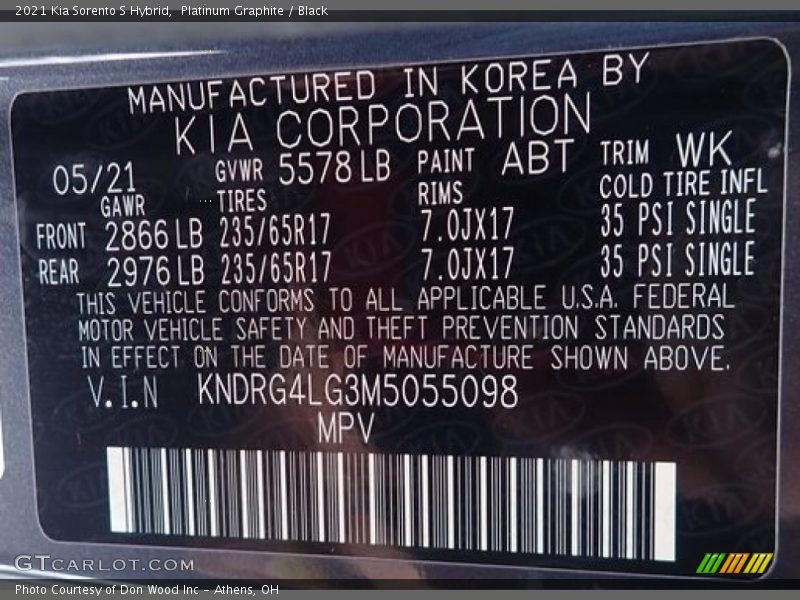 2021 Kia Sorento S Hybrid,  Platinum Graphite / Black
MANUFACTURED IN KOREA BY
KIA CORPORATION
05/21 GVWR 5578 LB PAINT ABT TRIM WK
GAWR TIRES RIMS COLD TIRE INFL
FRONT 2866 LB 235/65R17 7.0JX17 35 PSI SINGLE
REAR 2976 LB 235/65R17 7.0JX17 35 PSI SINGLE
THIS VEHICLE CONFORMS TO ALL APPLICABLE U.S.A. FEDERAL
MOTOR VEHICLE SAFETY AND THEFT PREVENTION STANDARDS
IN EFFECT ON THE DATE OF MANUFACTURE SHOWN ABOVE.
V.I.N KNDRG4LG3M5055098
MPV
GTCARLOT.COM
Photo Courtesy of Don Wood Inc - Athens, OH